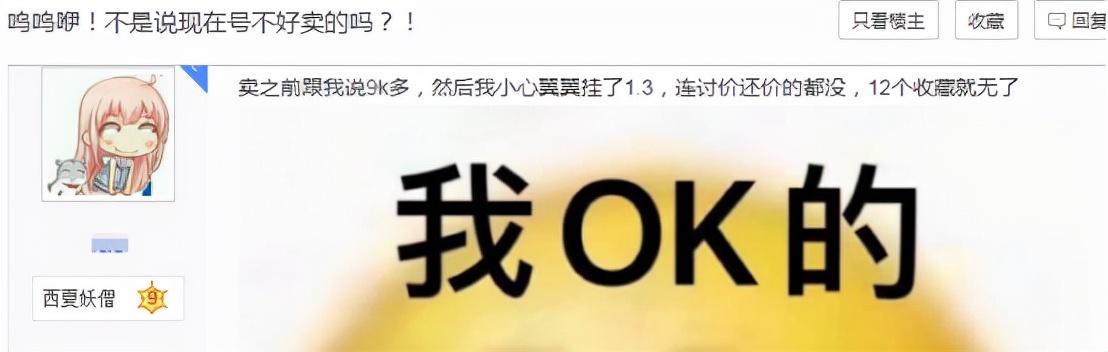 呜呜咿！不是说现在号不好卖的吗？！
只看楼主
收藏
回复
卖之前跟我说9k多，然后我小心翼翼挂了1.3，连讨价还价的都没，12个收藏就无了
我OK的
西夏妖僧 9